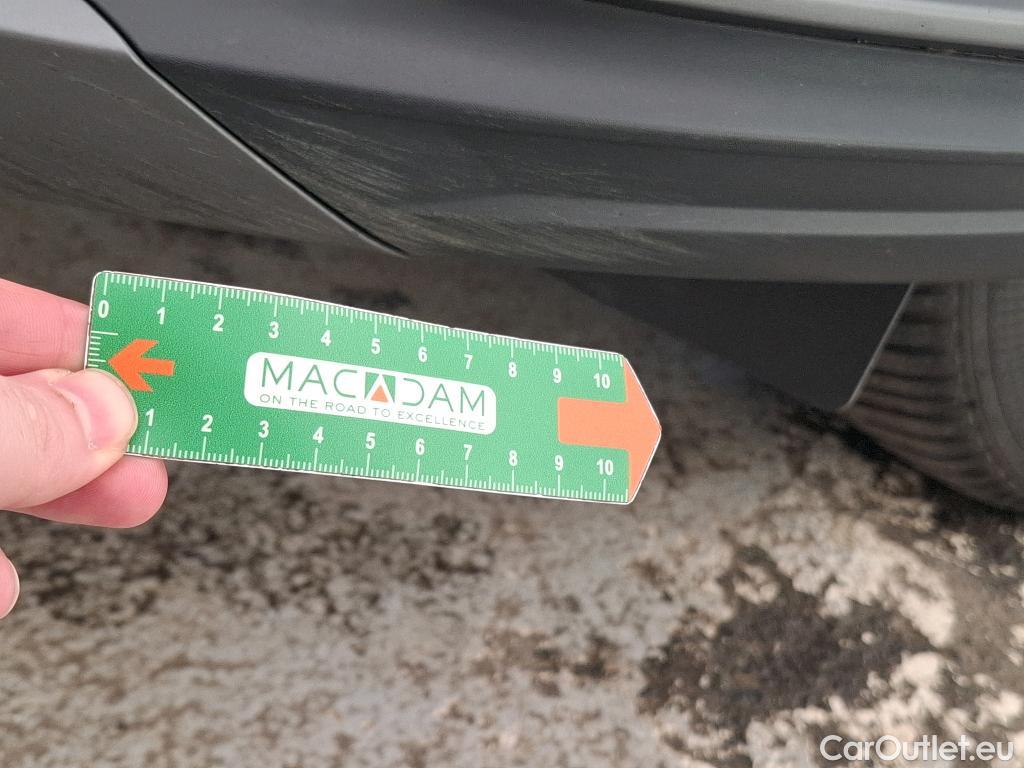 0 1 2 3 4 5 6 7 8 9 10
MACADAM
ON THE ROAD TO EXCELLENCE
1 2 3 4 5 6 7 8 9 10
CarOutlet.eu